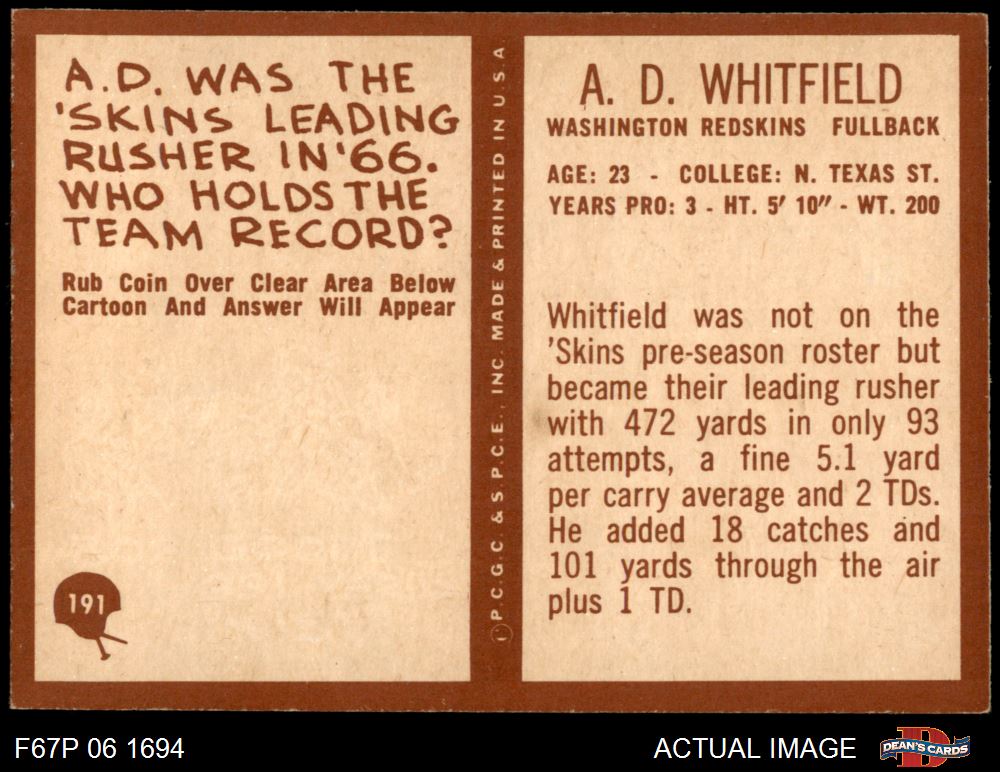 A.D. WAS THE
'SKINS LEADING
RUSHER IN '66.
WHO HOLDS THE
TEAM RECORD?
Rub Coin Over Clear Area Below
Cartoon And Answer Will Appear
191
P.C.G.C & S.P.C.E., INC. MADE & PRINTED IN U.S.A
A. D. WHITFIELD
WASHINGTON REDSKINS FULLBACK
AGE: 23 - COLLEGE: N. TEXAS ST.
YEARS PRO: 3 - HT. 5' 10" - WT. 200
Whitfield was not on the
'Skins pre-season roster but
became their leading rusher
with 472 yards in only 93
attempts, a fine 5.1 yard
per carry average and 2 TDs.
He added 18 catches and
101 yards through the air
plus 1 TD.
F67P 06 1694
ACTUAL IMAGE
D
DEAN'S CARDS